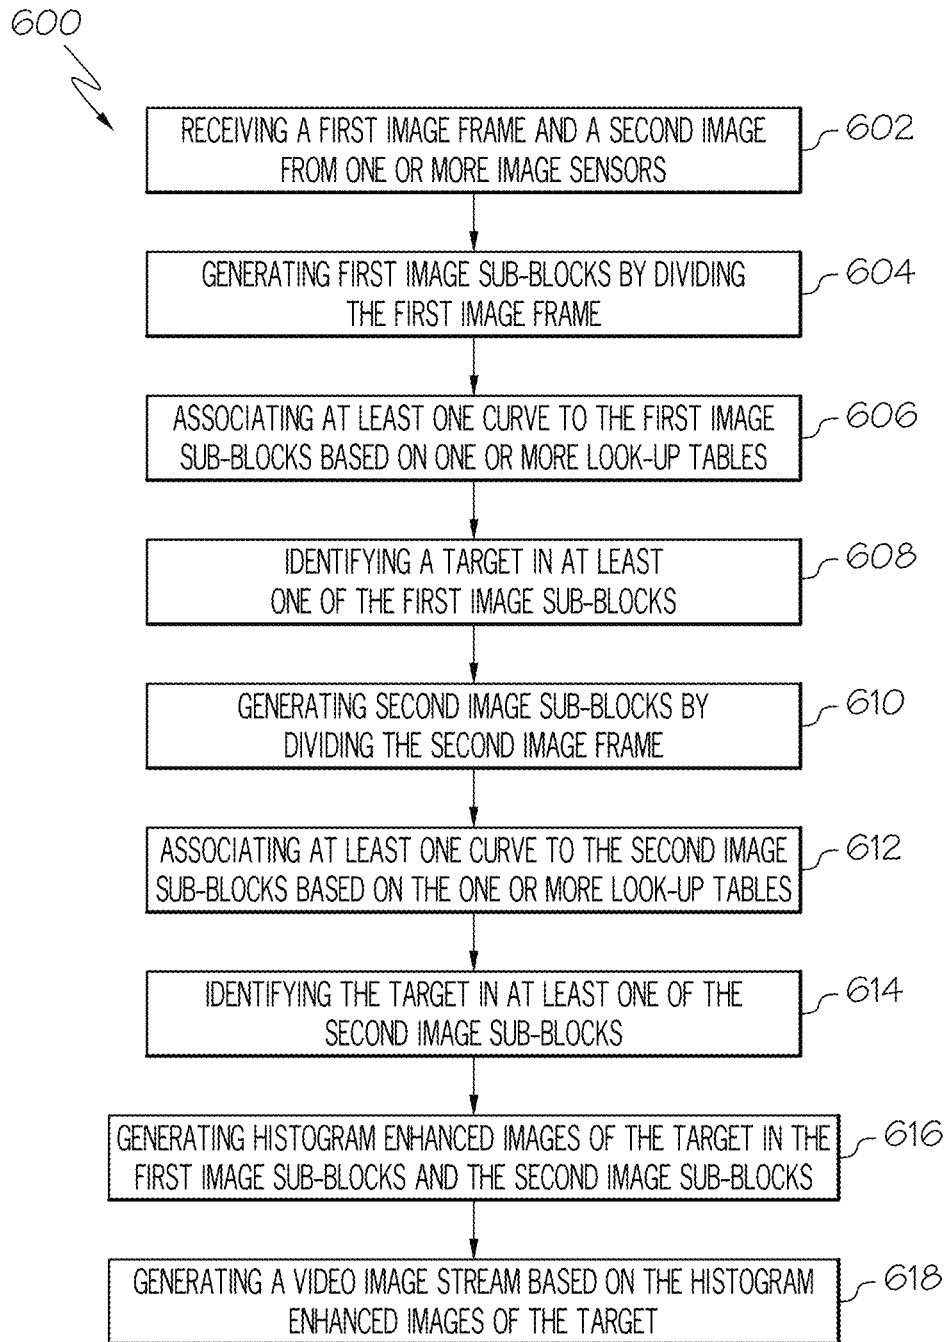 600
RECEIVING A FIRST IMAGE FRAME AND A SECOND IMAGE
FROM ONE OR MORE IMAGE SENSORS
602
GENERATING FIRST IMAGE SUB-BLOCKS BY DIVIDING
THE FIRST IMAGE FRAME
604
ASSOCIATING AT LEAST ONE CURVE TO THE FIRST IMAGE
SUB-BLOCKS BASED ON ONE OR MORE LOOK-UP TABLES
606
IDENTIFYING A TARGET IN AT LEAST
ONE OF THE FIRST IMAGE SUB-BLOCKS
608
GENERATING SECOND IMAGE SUB-BLOCKS BY
DIVIDING THE SECOND IMAGE FRAME
610
ASSOCIATING AT LEAST ONE CURVE TO THE SECOND IMAGE
SUB-BLOCKS BASED ON THE ONE OR MORE LOOK-UP TABLES
612
IDENTIFYING THE TARGET IN AT LEAST ONE OF THE
SECOND IMAGE SUB-BLOCKS
614
GENERATING HISTOGRAM ENHANCED IMAGES OF THE TARGET IN THE
FIRST IMAGE SUB-BLOCKS AND THE SECOND IMAGE SUB-BLOCKS
616
GENERATING A VIDEO IMAGE STREAM BASED ON THE HISTOGRAM
ENHANCED IMAGES OF THE TARGET
618